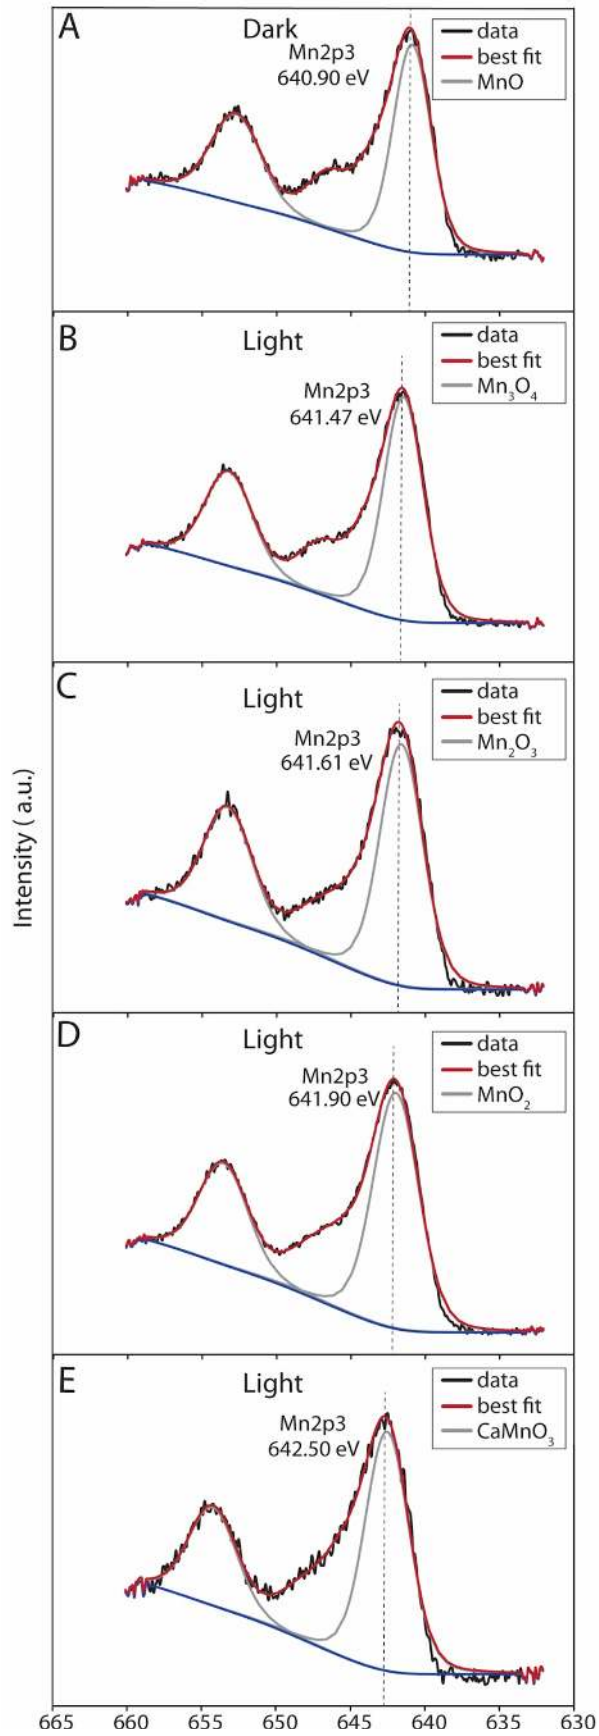 A
Dark
Mn2p3
640.90 eV
data
best fit
MnO
B
Light
Mn2p3
641.47 eV
data
best fit
Mn₃O₄
C
Light
Mn2p3
641.61 eV
data
best fit
Mn₂O₃
Intensity ( a.u.)
D
Light
Mn2p3
641.90 eV
data
best fit
MnO₂
E
Light
Mn2p3
642.50 eV
data
best fit
CaMnO₃
665 660 655 650 645 640 635 630